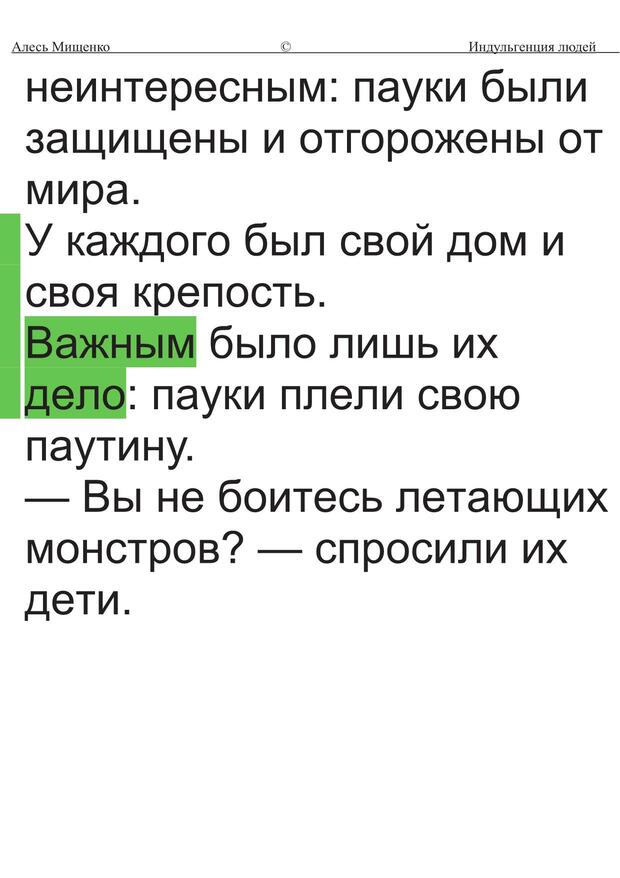 Алесь Мищенко © Индульгенция людей
неинтересным: пауки были
защищены и отгорожены от
мира.
У каждого был свой дом и
своя крепость.
Важным было лишь их
дело: пауки плели свою
паутину.
— Вы не боитесь летающих
монстров? — спросили их
дети.